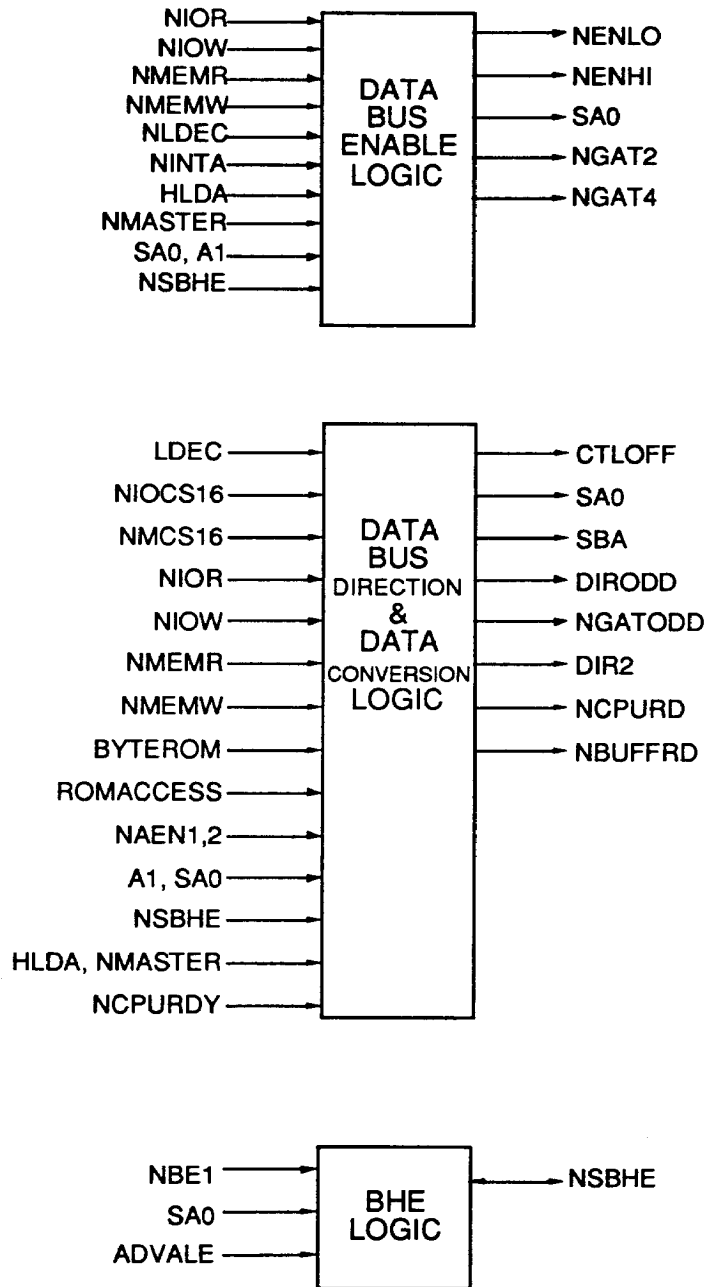 NIOR
NIOW
NMEMR
NMEMW
NLDEC
NINTA
HLDA
NMASTER
SA0, A1
NSBHE
DATA
BUS
ENABLE
LOGIC
NENLO
NENHI
SA0
NGAT2
NGAT4
LDEC
NIOCS16
NMCS16
NIOR
NIOW
NMEMR
NMEMW
BYTEROM
ROMACCESS
NAEN1,2
A1, SA0
NSBHE
HLDA, NMASTER
NCPURDY
DATA
BUS
DIRECTION
&
DATA
CONVERSION
LOGIC
CTLOFF
SA0
SBA
DIRODD
NGATODD
DIR2
NCPURD
NBUFFRD
NBE1
SA0
ADVALE
BHE
LOGIC
NSBHE